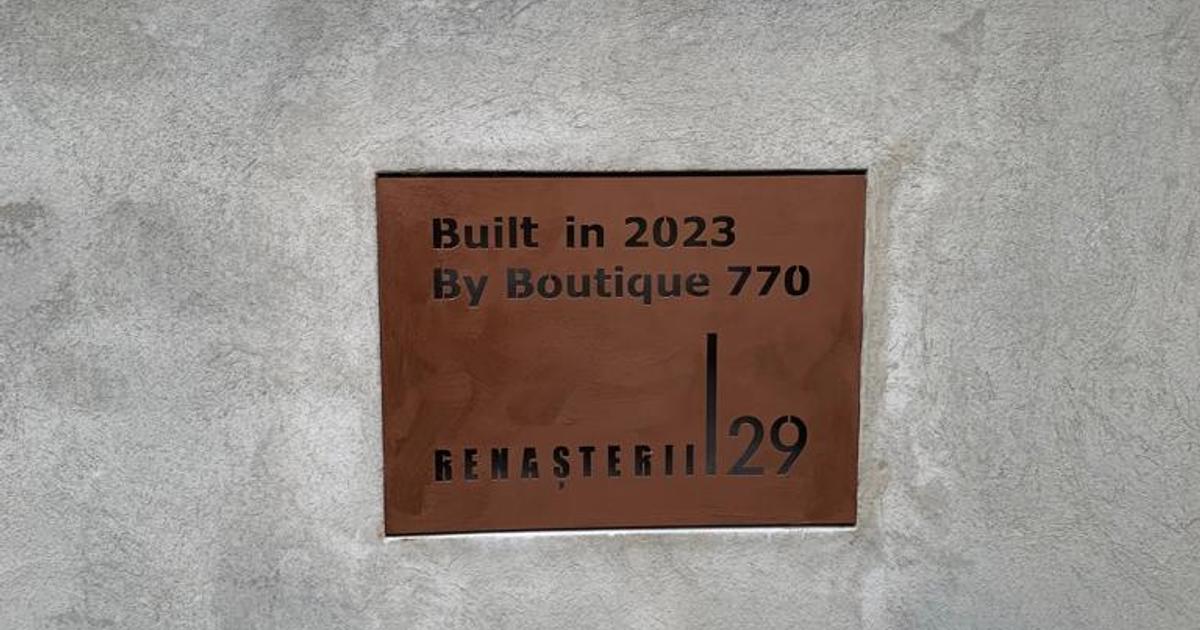 Built in 2023
By Boutique 770
RENAȘTERII 29